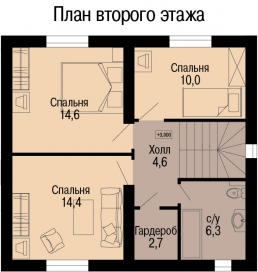 План второго этажа
Спальня
14,6
Спальня
10,0
+3,300
Холл
4,6
Спальня
14,4
Гардероб
2,7
с/у
6,3